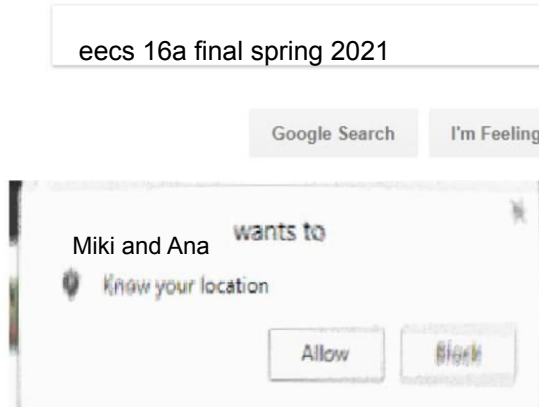 eecs 16a final spring 2021
Google Search I'm Feeling
Miki and Ana wants to
Know your location
Allow Block